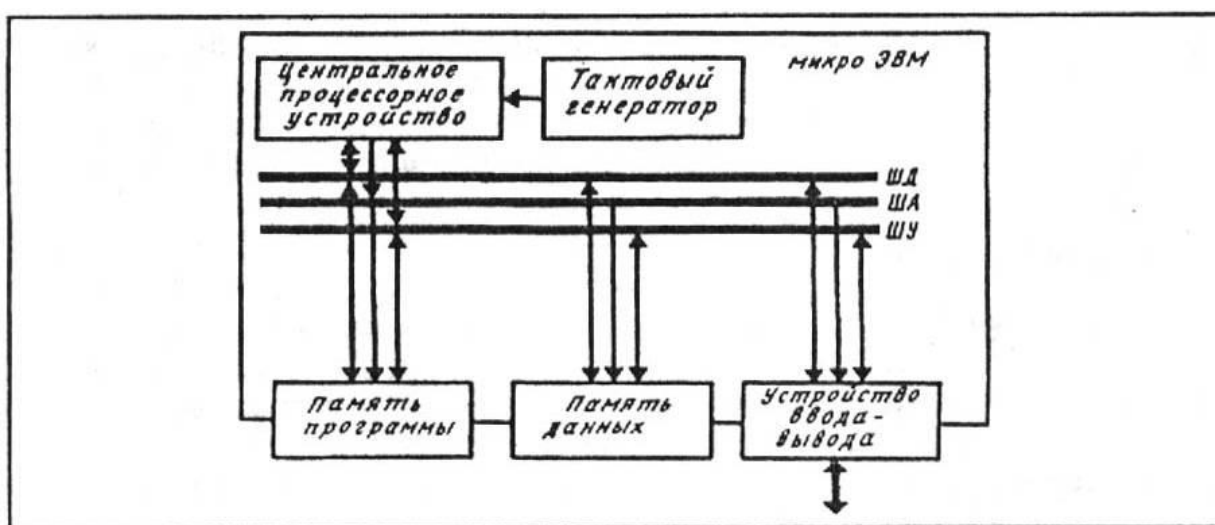 микро ЭВМ
Центральное
процессорное
устройство
Тактовый
генератор
ШД
ША
ШУ
Память
программы
Память
данных
Устройство
ввода-
вывода